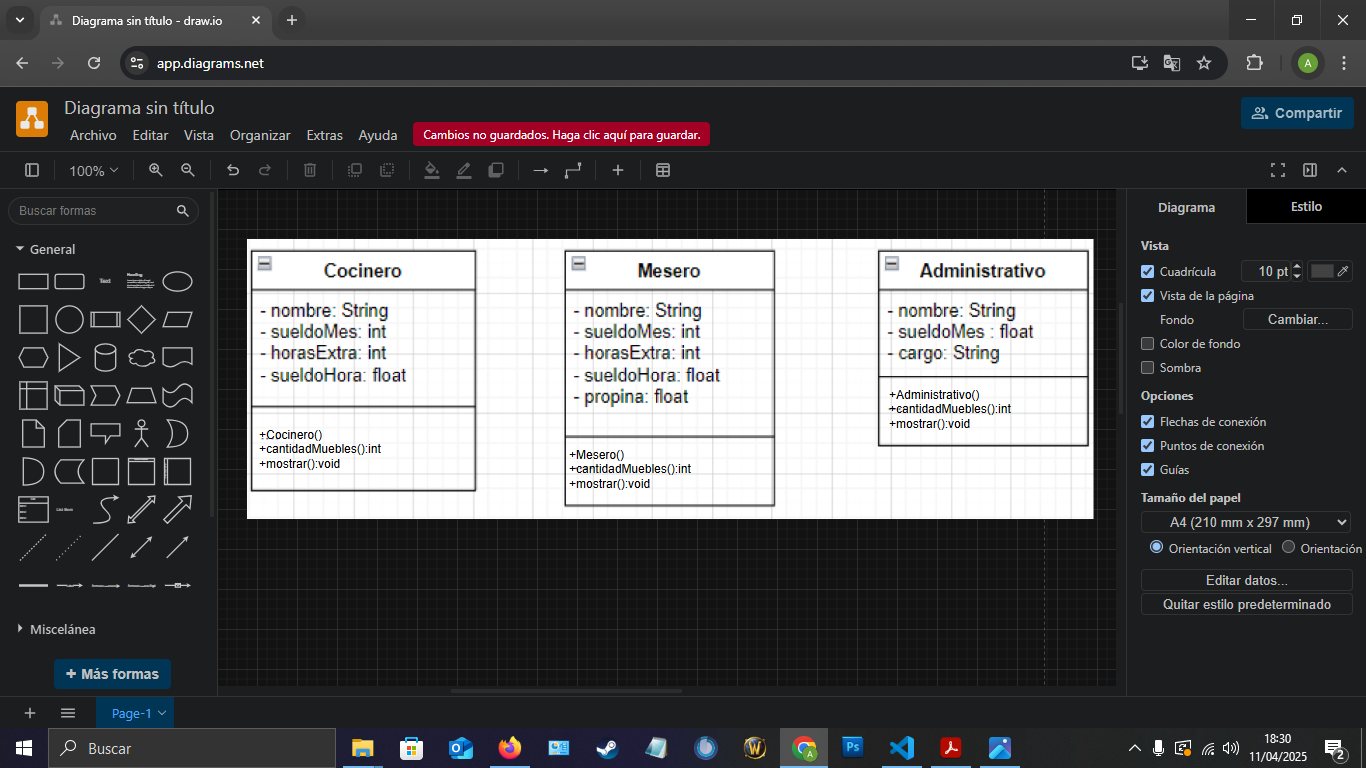 Diagrama sin título - draw.io
app.diagrams.net
A
Diagrama sin título
Archivo Editar Vista Organizar Extras Ayuda
Cambios no guardados. Haga clic aquí para guardar.
Compartir
100%
Buscar formas
General
Text
Heading
List Item
Miscelánea
+ Más formas
Cocinero
- nombre: String
- sueldoMes: int
- horasExtra: int
- sueldoHora: float
+Cocinero()
+cantidadMuebles():int
+mostrar():void
Mesero
- nombre: String
- sueldoMes: int
- horasExtra: int
- sueldoHora: float
- propina: float
+Mesero()
+cantidadMuebles():int
+mostrar():void
Administrativo
- nombre: String
- sueldoMes : float
- cargo: String
+Administrativo()
+cantidadMuebles():int
+mostrar():void
Diagrama Estilo
Vista
Cuadrícula 10 pt
Vista de la página
Fondo Cambiar...
Color de fondo
Sombra
Opciones
Flechas de conexión
Puntos de conexión
Guías
Tamaño del papel
A4 (210 mm x 297 mm)
Orientación vertical Orientación
Editar datos...
Quitar estilo predeterminado
Page-1
Buscar
A
Ps
18:30
11/04/2025
2